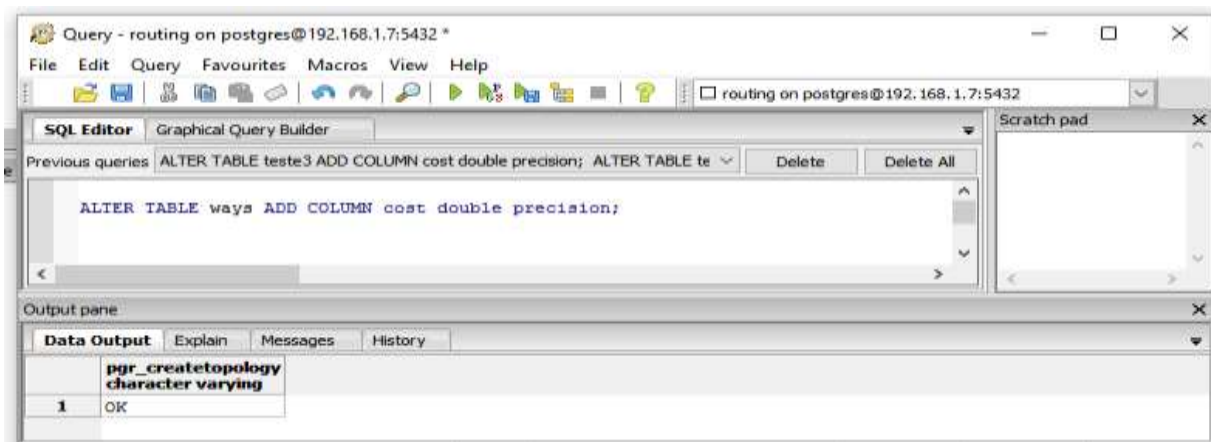 Query - routing on postgres@192.168.1.7:5432 *
File Edit Query Favourites Macros View Help
routing on postgres@192.168.1.7:5432
SQL Editor Graphical Query Builder
Scratch pad
Previous queries ALTER TABLE teste3 ADD COLUMN cost double precision; ALTER TABLE te Delete Delete All
ALTER TABLE ways ADD COLUMN cost double precision;
Output pane
Data Output Explain Messages History
pgr_createtopology
character varying
1 OK